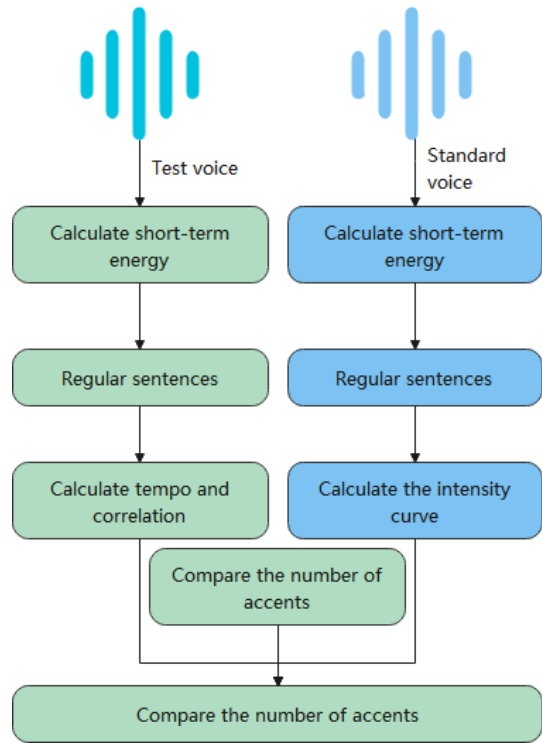 Test voice
Standard
voice
Calculate short-term
energy
Calculate short-term
energy
Regular sentences
Regular sentences
Calculate tempo and
correlation
Calculate the intensity
curve
Compare the number of
accents
Compare the number of accents